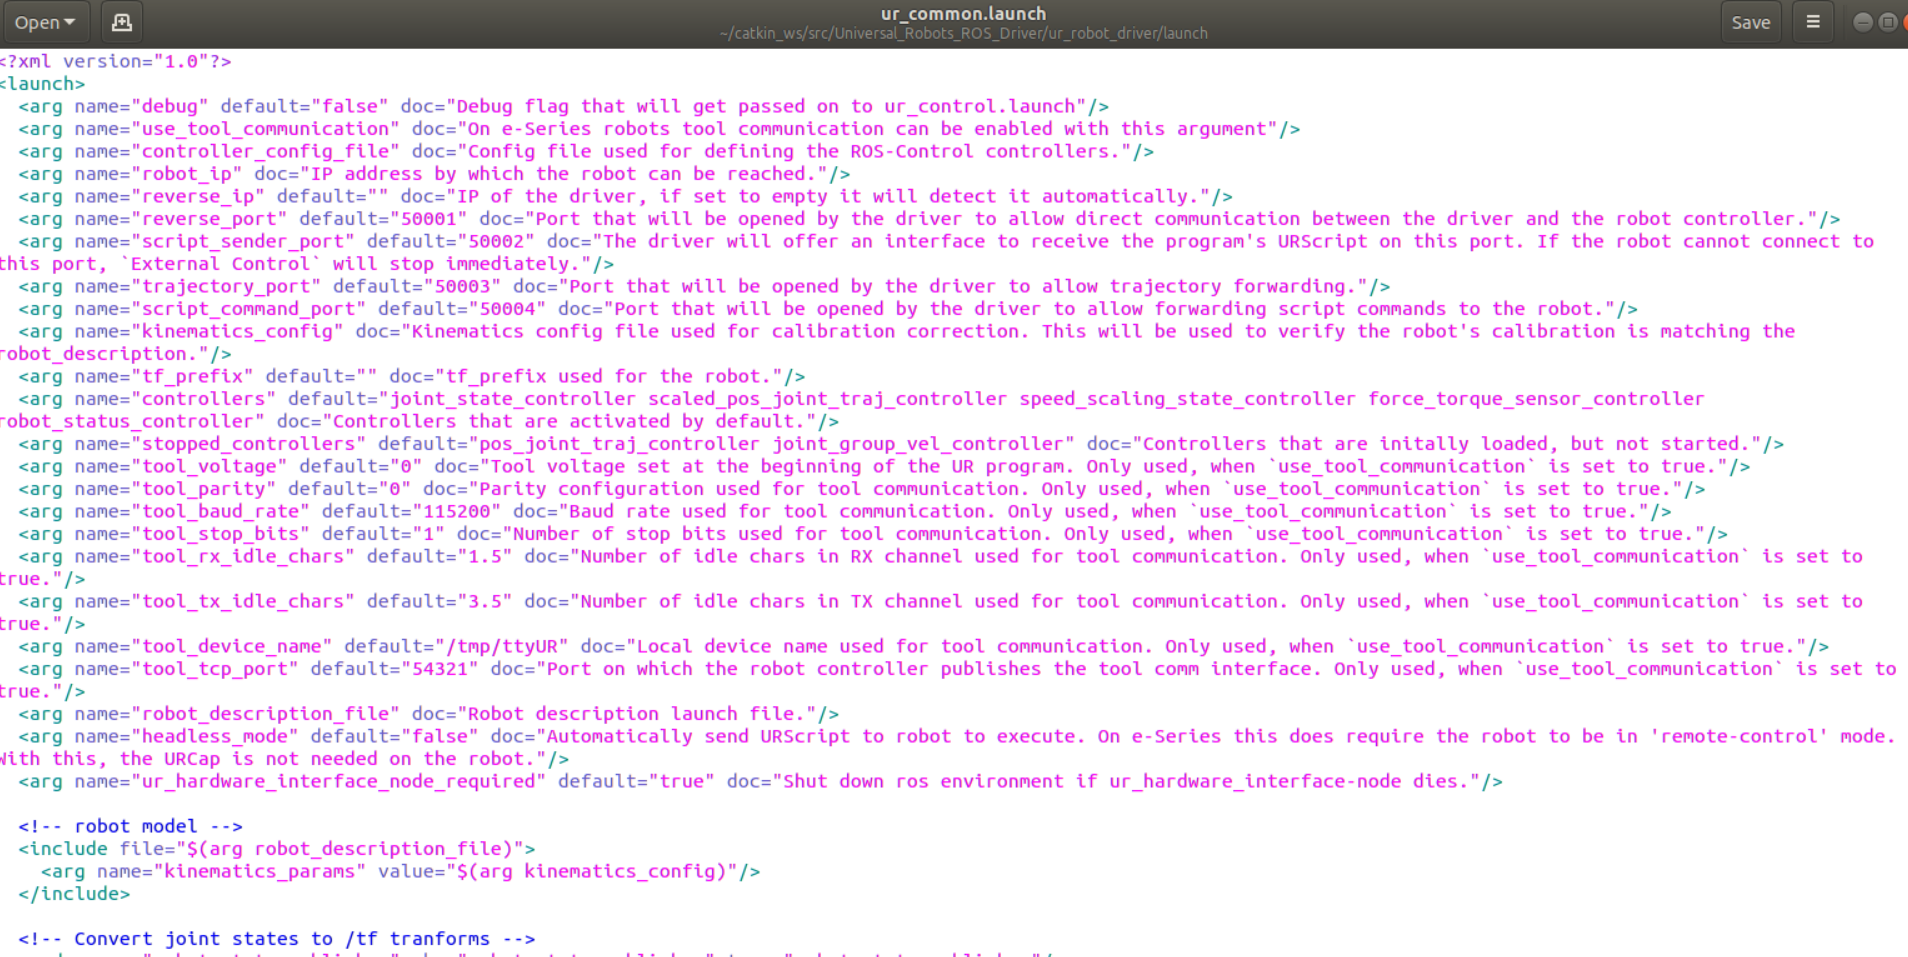 Open
ur_common.launch
~/catkin_ws/src/Universal_Robots_ROS_Driver/ur_robot_driver/launch
Save
<?xml version="1.0"?>
<launch>
  <arg name="debug" default="false" doc="Debug flag that will get passed on to ur_control.launch"/>
  <arg name="use_tool_communication" doc="On e-Series robots tool communication can be enabled with this argument"/>
  <arg name="controller_config_file" doc="Config file used for defining the ROS-Control controllers."/>
  <arg name="robot_ip" doc="IP address by which the robot can be reached."/>
  <arg name="reverse_ip" default="" doc="IP of the driver, if set to empty it will detect it automatically."/>
  <arg name="reverse_port" default="50001" doc="Port that will be opened by the driver to allow direct communication between the driver and the robot controller."/>
  <arg name="script_sender_port" default="50002" doc="The driver will offer an interface to receive the program's URScript on this port. If the robot cannot connect to
this port, `External Control` will stop immediately."/>
  <arg name="trajectory_port" default="50003" doc="Port that will be opened by the driver to allow trajectory forwarding."/>
  <arg name="script_command_port" default="50004" doc="Port that will be opened by the driver to allow forwarding script commands to the robot."/>
  <arg name="kinematics_config" doc="Kinematics config file used for calibration correction. This will be used to verify the robot's calibration is matching the
robot_description."/>
  <arg name="tf_prefix" default="" doc="tf_prefix used for the robot."/>
  <arg name="controllers" default="joint_state_controller scaled_pos_joint_traj_controller speed_scaling_state_controller force_torque_sensor_controller
robot_status_controller" doc="Controllers that are activated by default."/>
  <arg name="stopped_controllers" default="pos_joint_traj_controller joint_group_vel_controller" doc="Controllers that are initally loaded, but not started."/>
  <arg name="tool_voltage" default="0" doc="Tool voltage set at the beginning of the UR program. Only used, when `use_tool_communication` is set to true."/>
  <arg name="tool_parity" default="0" doc="Parity configuration used for tool communication. Only used, when `use_tool_communication` is set to true."/>
  <arg name="tool_baud_rate" default="115200" doc="Baud rate used for tool communication. Only used, when `use_tool_communication` is set to true."/>
  <arg name="tool_stop_bits" default="1" doc="Number of stop bits used for tool communication. Only used, when `use_tool_communication` is set to true."/>
  <arg name="tool_rx_idle_chars" default="1.5" doc="Number of idle chars in RX channel used for tool communication. Only used, when `use_tool_communication` is set to
true."/>
  <arg name="tool_tx_idle_chars" default="3.5" doc="Number of idle chars in TX channel used for tool communication. Only used, when `use_tool_communication` is set to
true."/>
  <arg name="tool_device_name" default="/tmp/ttyUR" doc="Local device name used for tool communication. Only used, when `use_tool_communication` is set to true."/>
  <arg name="tool_tcp_port" default="54321" doc="Port on which the robot controller publishes the tool comm interface. Only used, when `use_tool_communication` is set to
true."/>
  <arg name="robot_description_file" doc="Robot description launch file."/>
  <arg name="headless_mode" default="false" doc="Automatically send URScript to robot to execute. On e-Series this does require the robot to be in 'remote-control' mode.
With this, the URCap is not needed on the robot."/>
  <arg name="ur_hardware_interface_node_required" default="true" doc="Shut down ros environment if ur_hardware_interface-node dies."/>
  <!-- robot model -->
  <include file="$(arg robot_description_file)">
    <arg name="kinematics_params" value="$(arg kinematics_config)"/>
  </include>
  <!-- Convert joint states to /tf tranforms -->